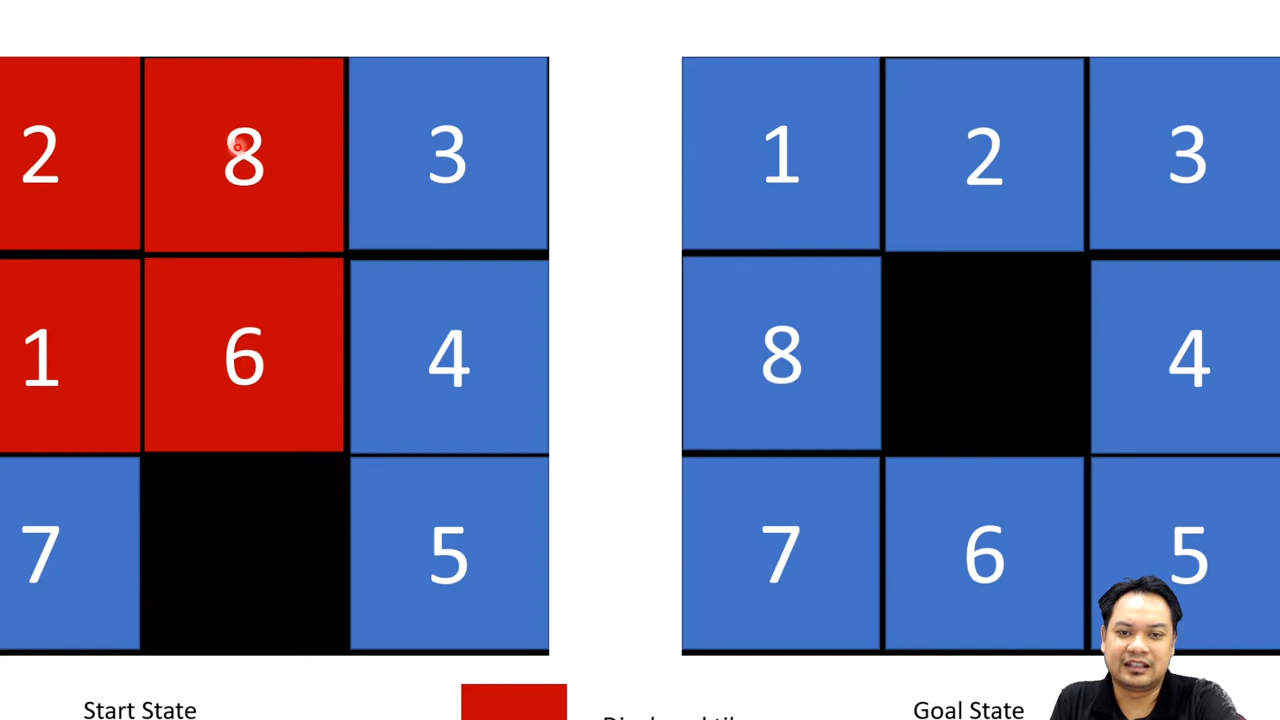 2 8 3 1 2 3
1 6 4 8 4
7 5 7 6 5
Start State Goal State